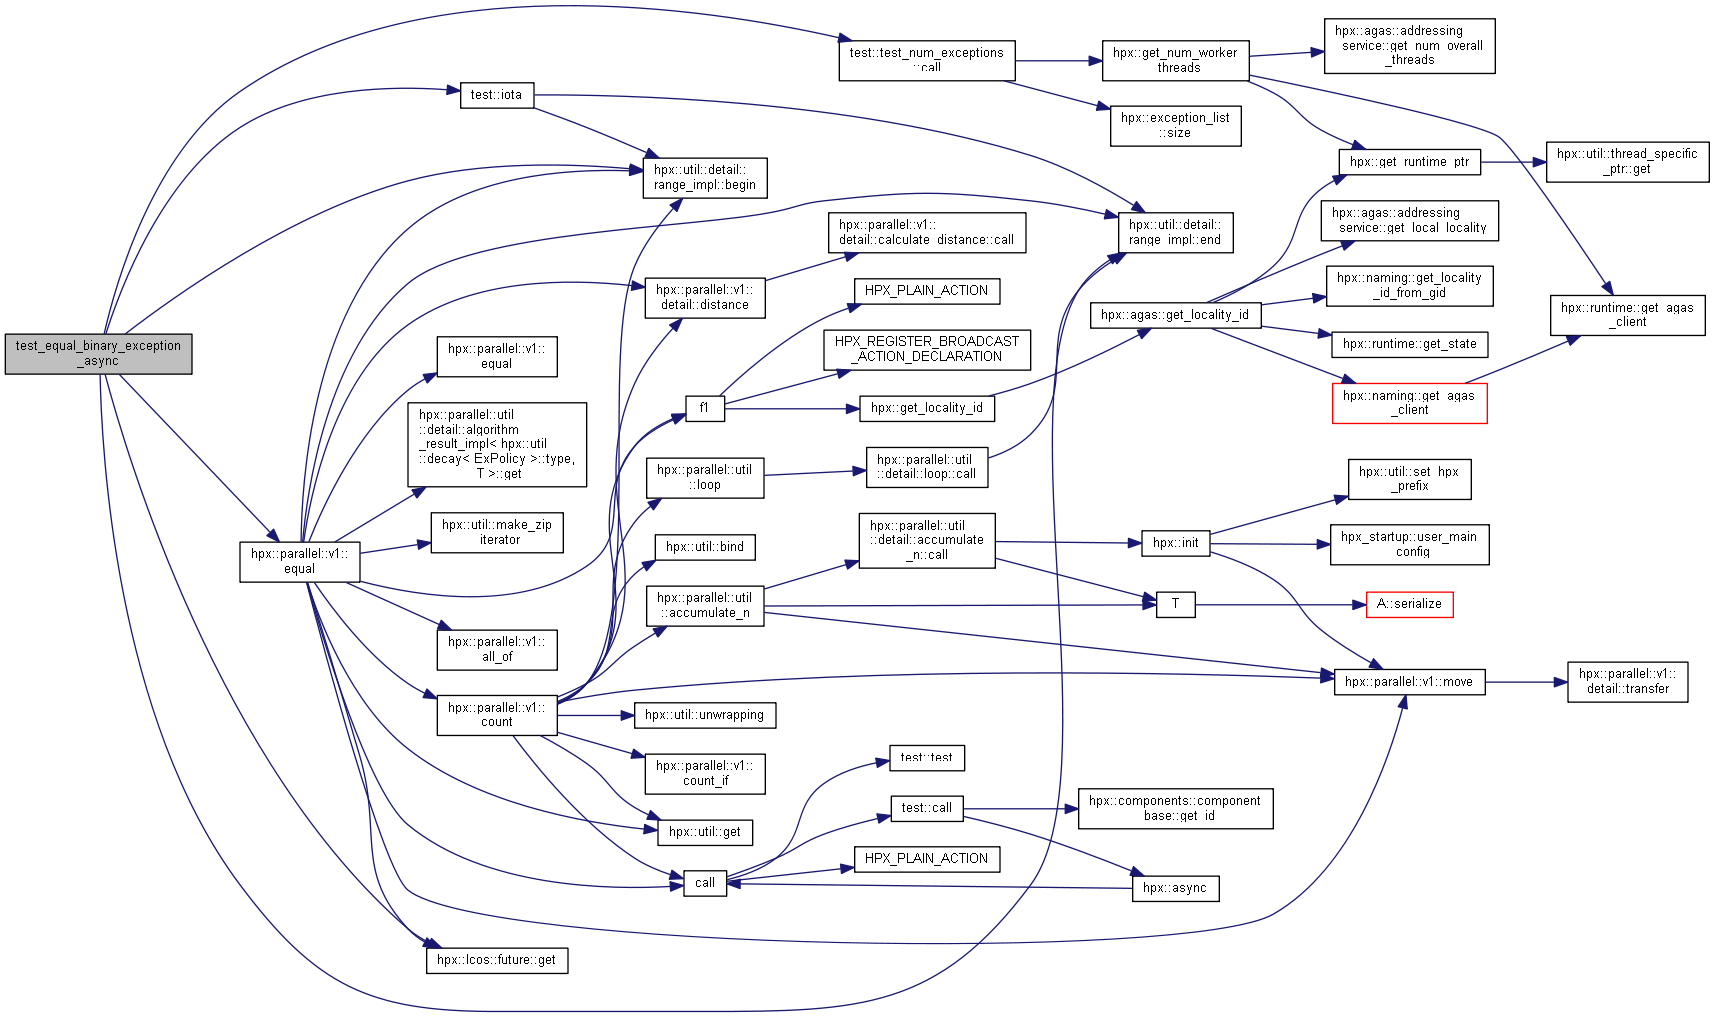 test_equal_binary_exception
_async
hpx::parallel::v1::
equal
test::iota
hpx::parallel::v1::
equal
hpx::parallel::util
::detail::algorithm
_result_impl< hpx::util
::decay< ExPolicy >::type,
T >::get
hpx::util::make_zip
iterator
hpx::parallel::v1::
all_of
hpx::parallel::v1::
count
hpx::lcos::future::get
hpx::util::detail::
range_impl::begin
hpx::parallel::v1::
detail::distance
f1
hpx::parallel::util
::loop
hpx::util::bind
hpx::parallel::util
::accumulate_n
hpx::util::unwrapping
hpx::parallel::v1::
count_if
hpx::util::get
call
test::test_num_exceptions
::call
hpx::parallel::v1::
detail::calculate_distance::call
HPX_PLAIN_ACTION
HPX_REGISTER_BROADCAST
_ACTION_DECLARATION
hpx::get_locality_id
hpx::parallel::util
::detail::loop::call
hpx::parallel::util
::detail::accumulate
_n::call
test::test
test::call
HPX_PLAIN_ACTION
hpx::get_num_worker
threads
hpx::exception_list
::size
hpx::util::detail::
range_impl::end
hpx::agas::get_locality_id
hpx::init
T
hpx::components::component
base::get_id
hpx::async
hpx::agas::addressing
service::get_num_overall
_threads
hpx::get_runtime_ptr
hpx::agas::addressing
service::get_local_locality
hpx::naming::get_locality
_id_from_gid
hpx::runtime::get_state
hpx::naming::get_agas
_client
hpx::util::set_hpx
_prefix
hpx_startup::user_main
config
A::serialize
hpx::parallel::v1::move
hpx::util::thread_specific
_ptr::get
hpx::runtime::get_agas
_client
hpx::parallel::v1::
detail::transfer